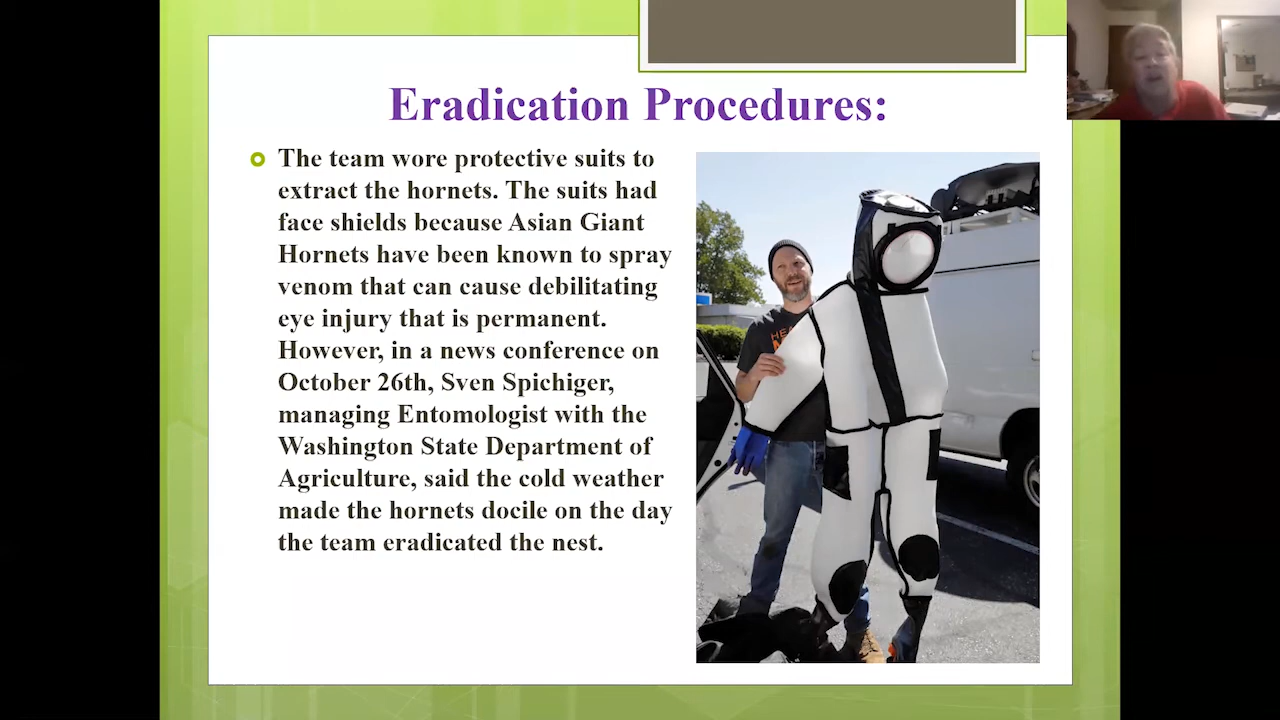 Eradication Procedures:
The team wore protective suits to
extract the hornets. The suits had
face shields because Asian Giant
Hornets have been known to spray
venom that can cause debilitating
eye injury that is permanent.
However, in a news conference on
October 26th, Sven Spichiger,
managing Entomologist with the
Washington State Department of
Agriculture, said the cold weather
made the hornets docile on the day
the team eradicated the nest.